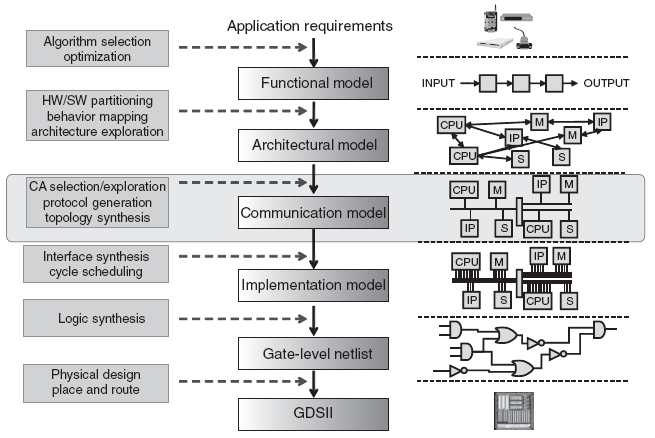 Application requirements
Algorithm selection
optimization
Functional model
INPUT
OUTPUT
HW/SW partitioning
behavior mapping
architecture exploration
Architectural model
CPU
M
IP
IP
M
CPU
S
S
CA selection/exploration
protocol generation
topology synthesis
Communication model
CPU
M
IP
M
IP
S
CPU
S
Interface synthesis
cycle scheduling
Implementation model
CPU
M
IP
M
IP
S
CPU
S
Logic synthesis
Gate-level netlist
Physical design
place and route
GDSII